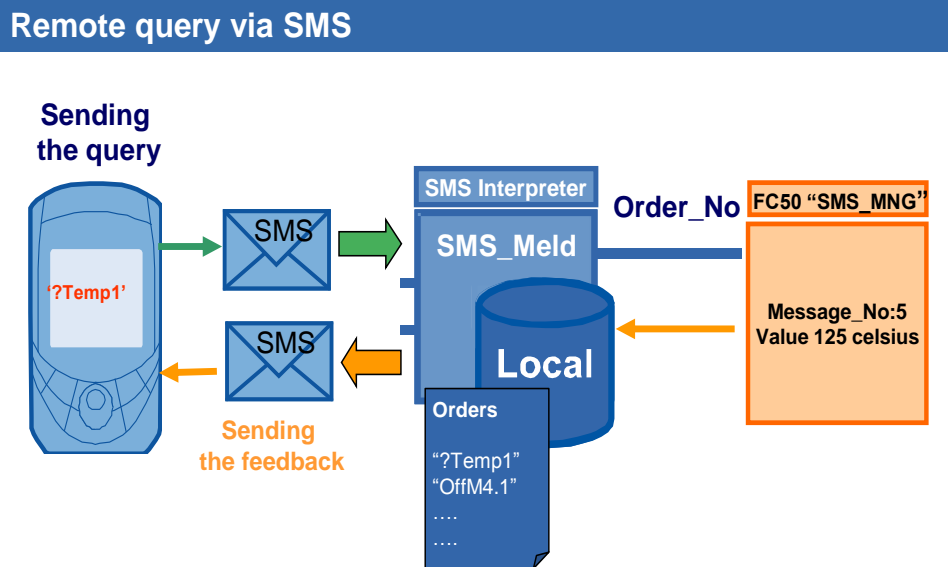 Remote query via SMS
Sending
the query
'?Temp1'
SMS
SMS
Sending
the feedback
SMS Interpreter
SMS_Meld
Local
Orders
“?Temp1”
“OffM4.1”
….
….
Order_No
FC50 “SMS_MNG”
Message_No:5
Value 125 celsius